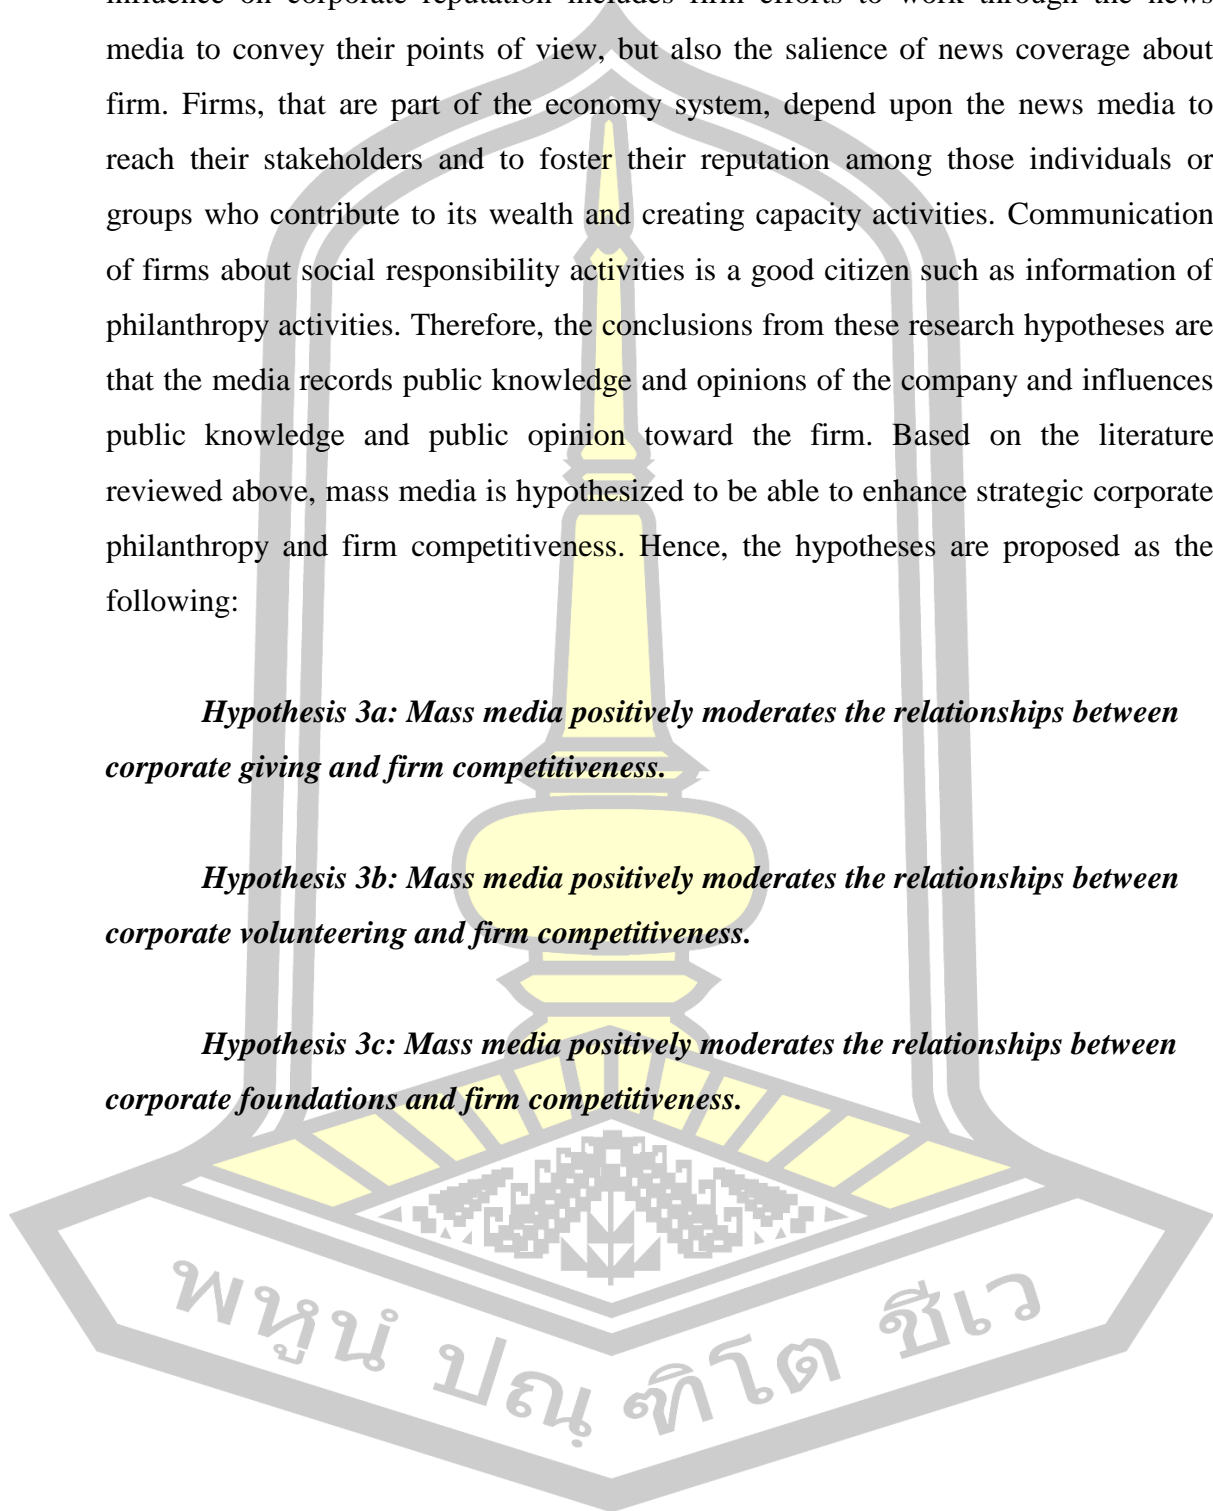 influence on corporate reputation includes firm efforts to work through the news
media to convey their points of view, but also the salience of news coverage about
firm. Firms, that are part of the economy system, depend upon the news media to
reach their stakeholders and to foster their reputation among those individuals or
groups who contribute to its wealth and creating capacity activities. Communication
of firms about social responsibility activities is a good citizen such as information of
philanthropy activities. Therefore, the conclusions from these research hypotheses are
that the media records public knowledge and opinions of the company and influences
public knowledge and public opinion toward the firm. Based on the literature
reviewed above, mass media is hypothesized to be able to enhance strategic corporate
philanthropy and firm competitiveness. Hence, the hypotheses are proposed as the
following:
Hypothesis 3a: Mass media positively moderates the relationships between
corporate giving and firm competitiveness.
Hypothesis 3b: Mass media positively moderates the relationships between
corporate volunteering and firm competitiveness.
Hypothesis 3c: Mass media positively moderates the relationships between
corporate foundations and firm competitiveness.
พหูนํ ปณฺฑิโต ชีเว